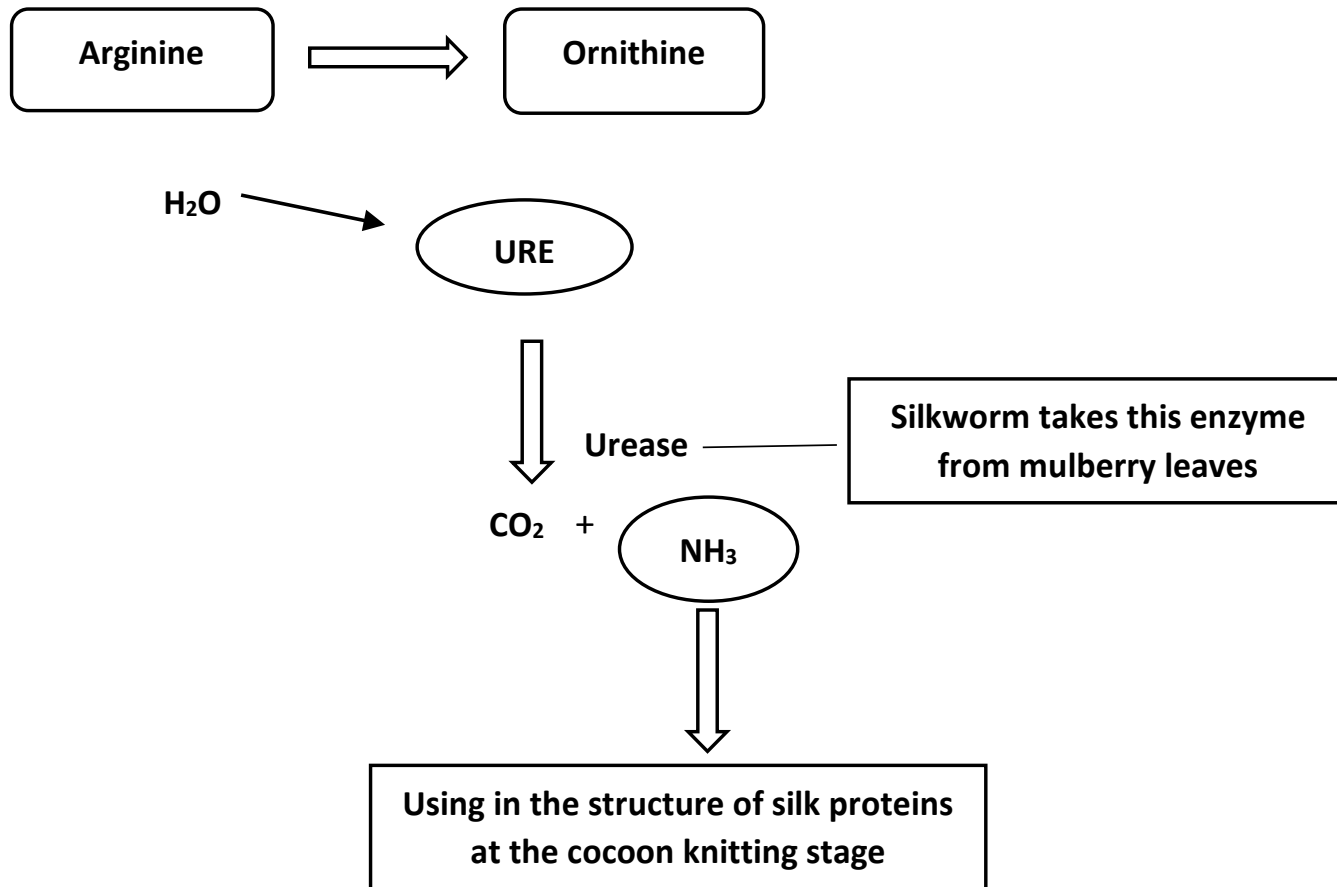 Arginine
Ornithine
H₂O
URE
Urease
Silkworm takes this enzyme
from mulberry leaves
CO₂ +
NH₃
Using in the structure of silk proteins
at the cocoon knitting stage